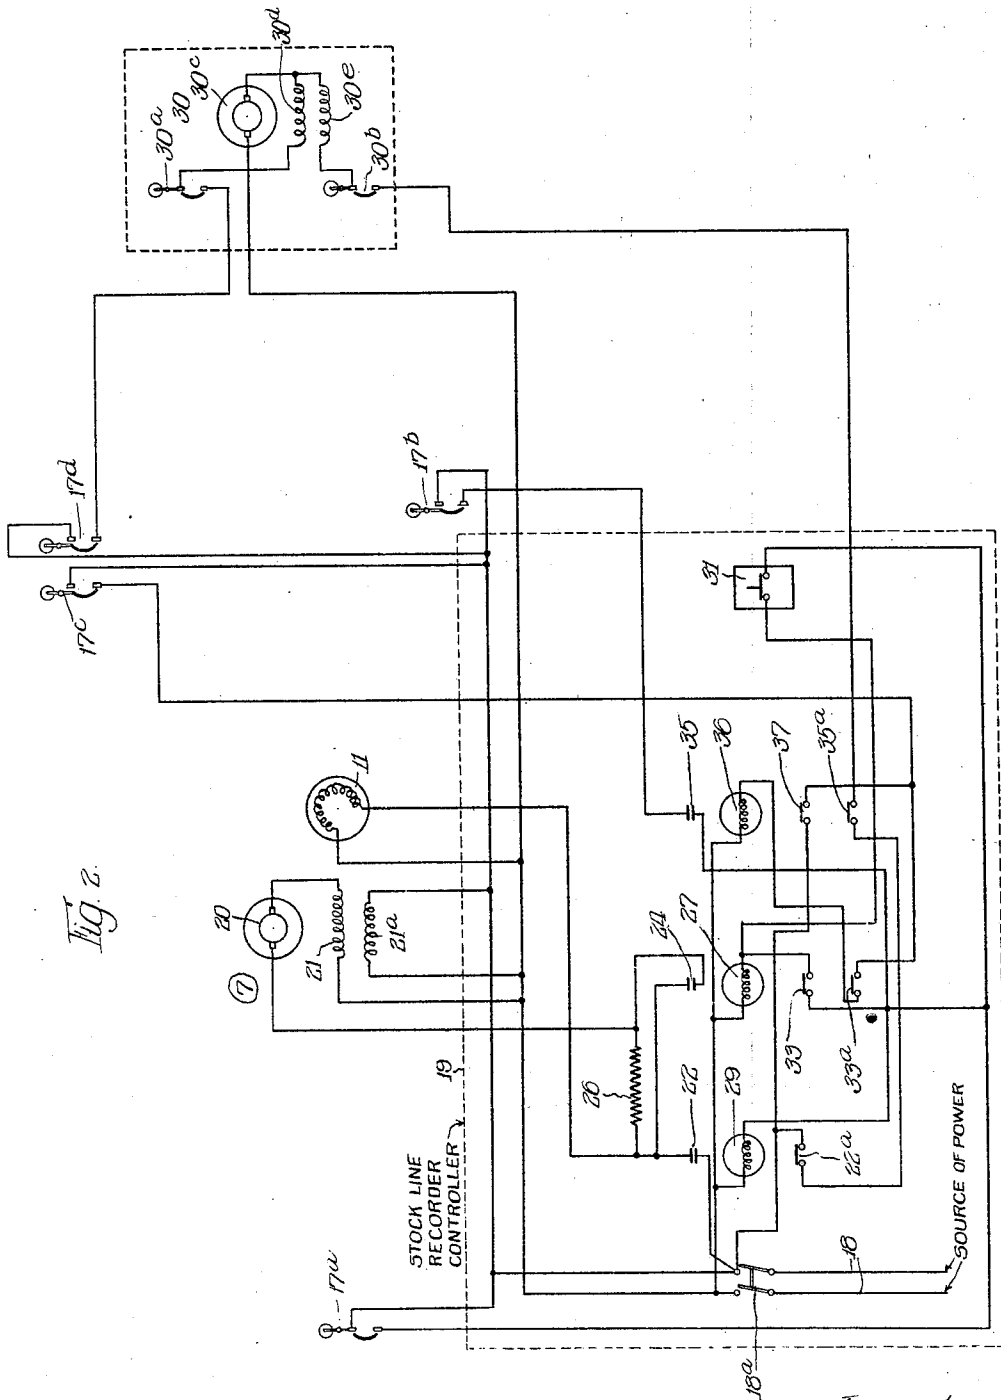 Fig. 2.
30d
30c
30
30a
30e
30b
17d
17c
17b
31
11
20
7
21
21a
35
36
37
35a
24
27
26
33
33a
22
29
22a
19
STOCK LINE
RECORDER
CONTROLLER
17a
18
SOURCE OF POWER
18a